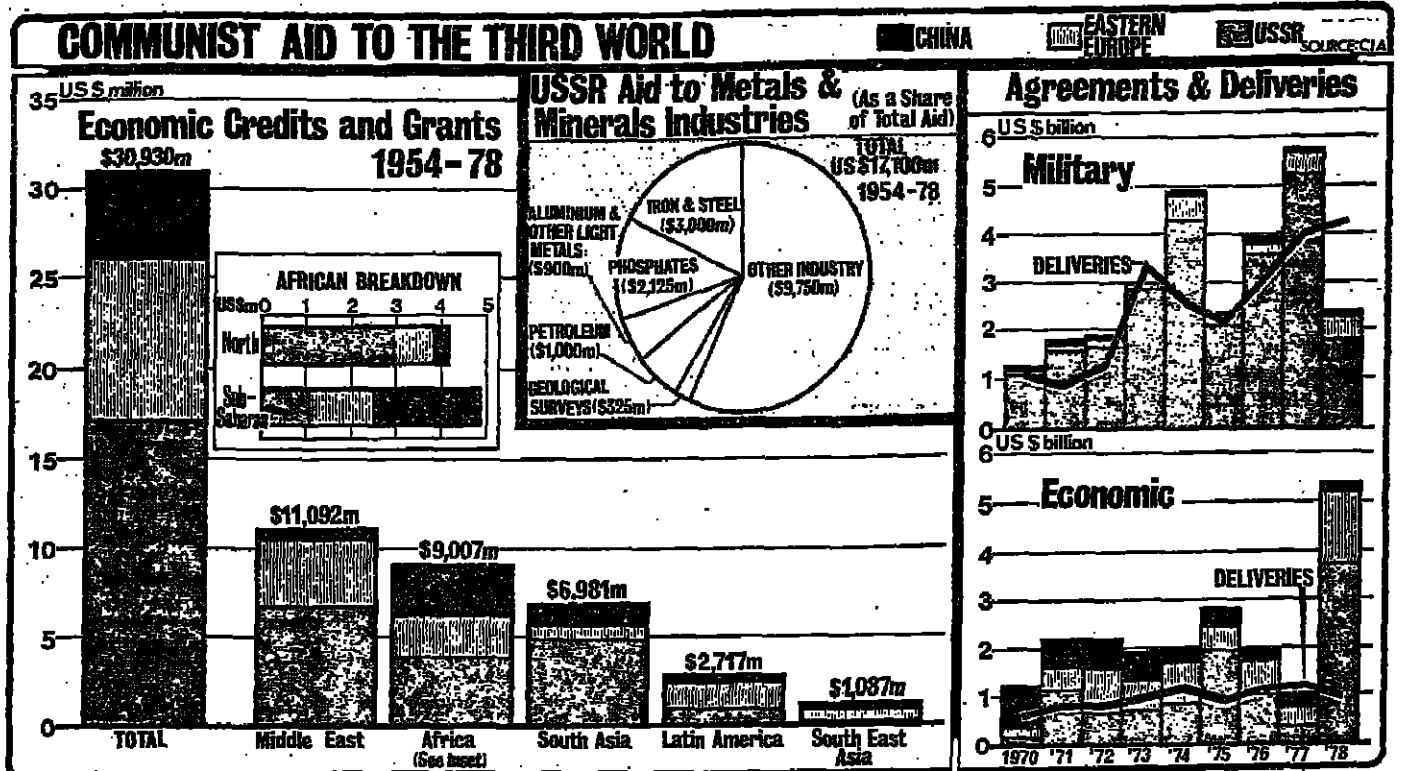 COMMUNIST AID TO THE THIRD WORLD
CHINA
EASTERN
EUROPE
USSR
SOURCE: CIA
US $ million
Economic Credits and Grants
1954-78
35
30
25
20
15
10
5
0
$30,930m
$11,092m
$9,007m
$6,981m
$2,717m
$1,087m
TOTAL
Middle East
Africa
(See inset)
South Asia
Latin America
South East
Asia
AFRICAN BREAKDOWN
US$m 0 1 2 3 4 5
North
Sub-
Saharan
USSR Aid to Metals &
Minerals Industries
(As a Share
of Total Aid)
TOTAL
US $17,100m
1954-78
IRON & STEEL
($3,000m)
ALUMINIUM &
OTHER LIGHT
METALS:
($900m)
PHOSPHATES
($2,125m)
OTHER INDUSTRY
($9,750m)
PETROLEUM
($1,000m)
GEOLOGICAL
SURVEYS ($325m)
Agreements & Deliveries
US $ billion
Military
6
5
4
3
2
1
0
DELIVERIES
US $ billion
Economic
6
5
4
3
2
1
0
DELIVERIES
1970 '71 '72 '73 '74 '75 '76 '77 '78